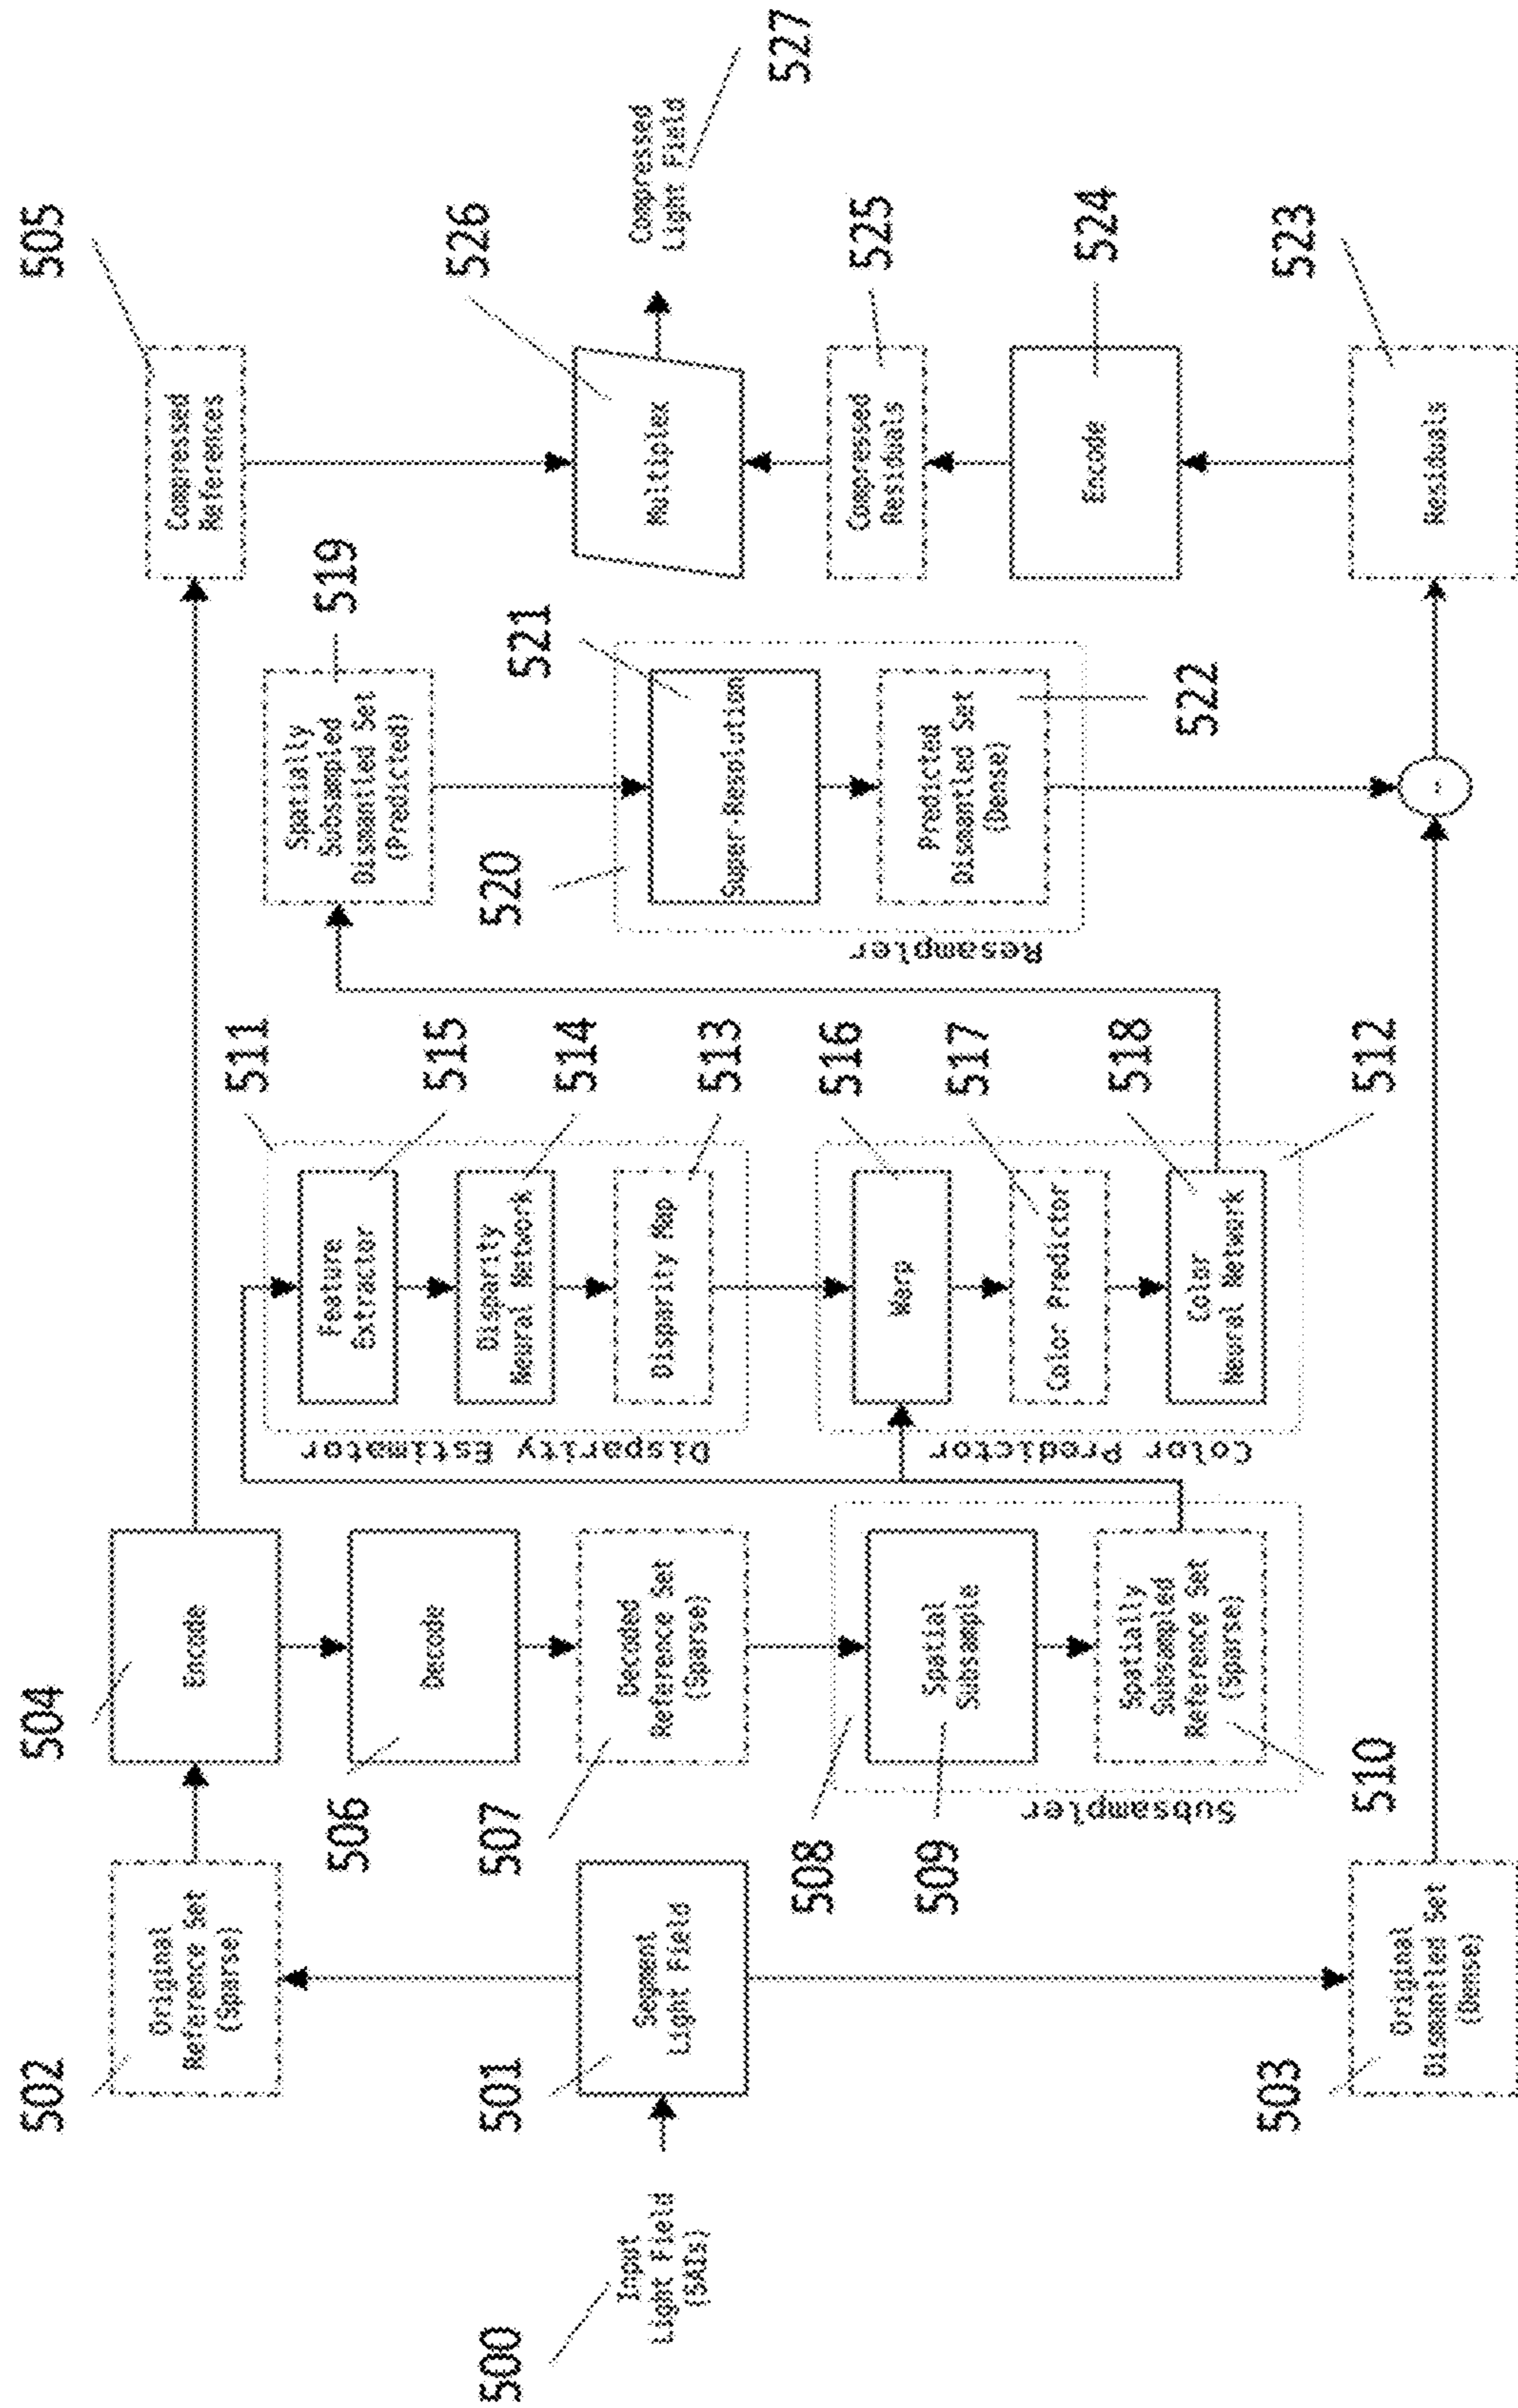 500
Input
Light Field
(SAIs)
501
Segment
Light Field
502
Original
Reference Set
(Sparse)
503
Original
Dismantled Set
(Dense)
504
Encode
505
Compressed
References
506
Decode
507
Decoded
Reference Set
(Sparse)
508
Subsampler
509
Spatial
Subsample
510
Spatially
Subsampled
Reference Set
(Sparse)
511
Disparity Estimator
515
Feature
Extractor
514
Disparity
Neural Network
513
Disparity Map
512
Color Predictor
516
Warp
517
Color Predictor
518
Color
Neural Network
519
Spatially
Subsampled
Dismantled Set
(Predicted)
520
Resampler
521
Super-Resolution
522
Predicted
Dismantled Set
(Dense)
-
523
Residuals
524
Encode
525
Compressed
Residuals
526
Multiplex
527
Compressed
Light Field